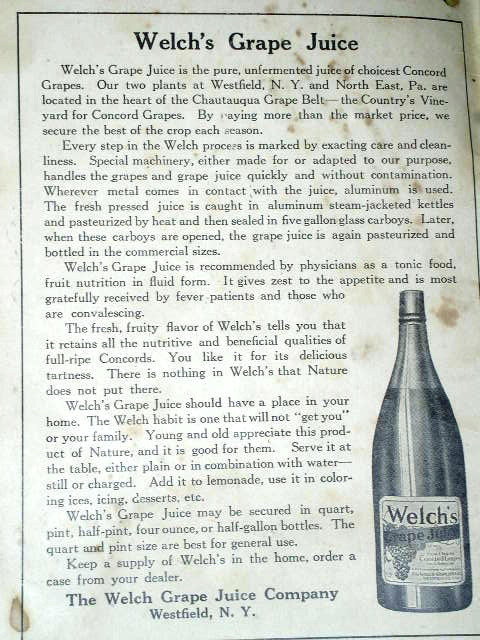 Welch's Grape Juice
Welch's Grape Juice is the pure, unfermented juice of choicest Concord
Grapes. Our two plants at Westfield, N. Y. and North East, Pa. are
located in the heart of the Chautauqua Grape Belt—the Country's Vine-
yard for Concord Grapes. By paying more than the market price, we
secure the best of the crop each season.
Every step in the Welch process is marked by exacting care and clean-
liness. Special machinery, either made for or adapted to our purpose,
handles the grapes and grape juice quickly and without contamination.
Wherever metal comes in contact with the juice, aluminum is used.
The fresh pressed juice is caught in aluminum steam-jacketed kettles
and pasteurized by heat and then sealed in five gallon glass carboys. Later,
when these carboys are opened, the grape juice is again pasteurized and
bottled in the commercial sizes.
Welch's Grape Juice is recommended by physicians as a tonic food,
fruit nutrition in fluid form. It gives zest to the appetite and is most
gratefully received by fever patients and those who
are convalescing.
The fresh, fruity flavor of Welch's tells you that
it retains all the nutritive and beneficial qualities of
full-ripe Concords. You like it for its delicious
tartness. There is nothing in Welch's that Nature
does not put there.
Welch's Grape Juice should have a place in your
home. The Welch habit is one that will not "get you"
or your family. Young and old appreciate this prod-
uct of Nature, and it is good for them. Serve it at
the table, either plain or in combination with water—
still or charged. Add it to lemonade, use it in color-
ing ices, icing, desserts, etc.
Welch's Grape Juice may be secured in quart,
pint, half-pint, four ounce, or half-gallon bottles. The
quart and pint size are best for general use.
Keep a supply of Welch's in the home, order a
case from your dealer.
The Welch Grape Juice Company
Westfield, N. Y.
Welch's
Grape Juice